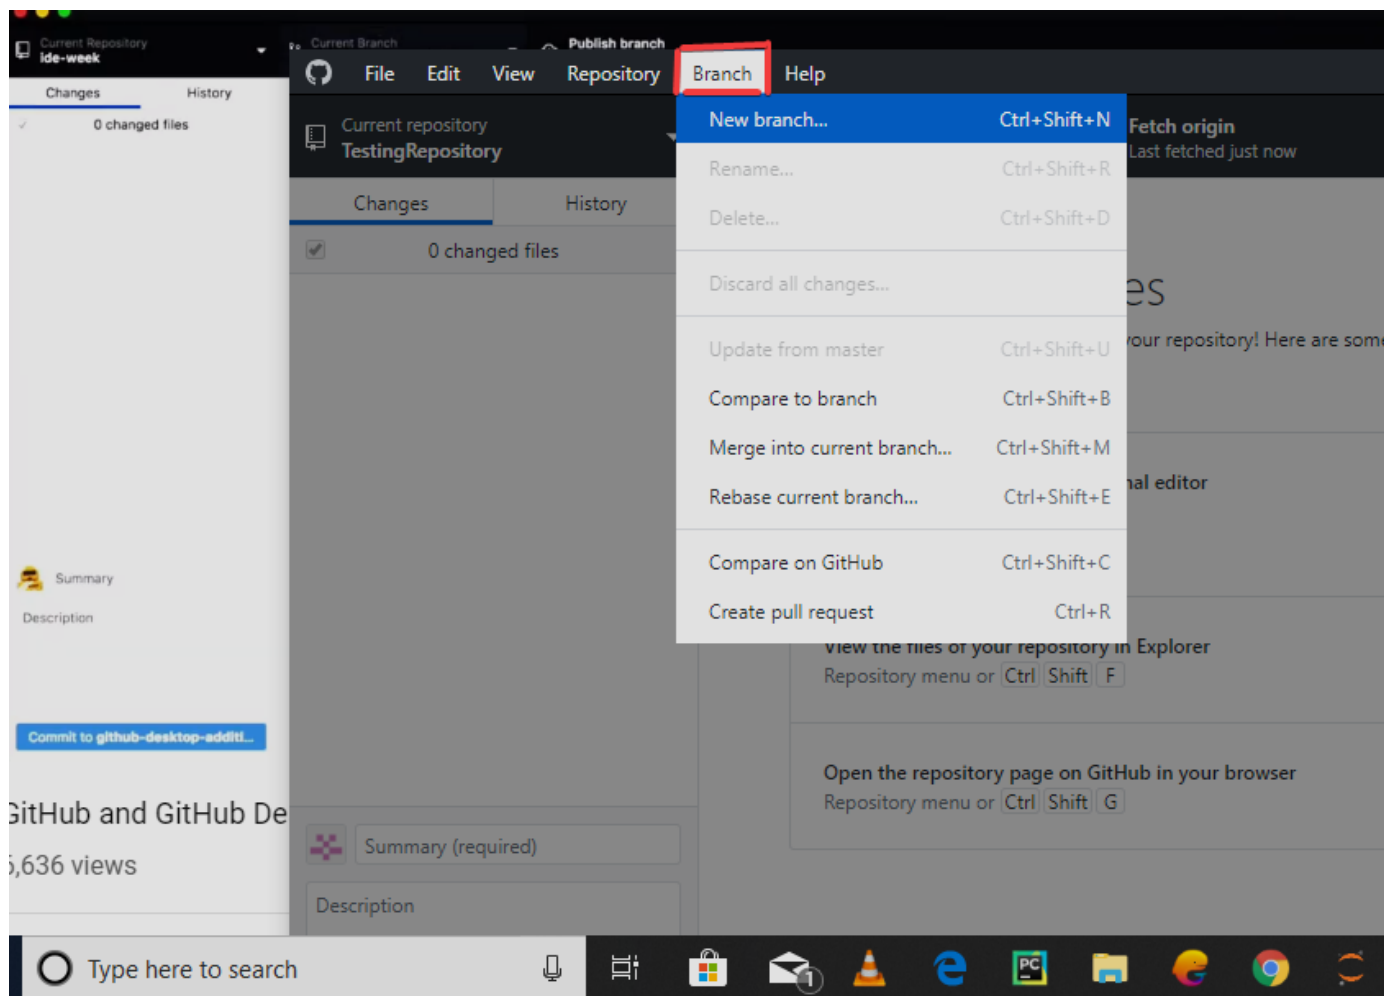 Current Repository
ide-week
Current Branch
Publish branch
File Edit View Repository Branch Help
Changes History
0 changed files
Current repository
TestingRepository
Fetch origin
Last fetched just now
Changes History
0 changed files
New branch... Ctrl+Shift+N
Rename... Ctrl+Shift+R
Delete... Ctrl+Shift+D
Discard all changes...
Update from master Ctrl+Shift+U
Compare to branch Ctrl+Shift+B
Merge into current branch... Ctrl+Shift+M
Rebase current branch... Ctrl+Shift+E
Compare on GitHub Ctrl+Shift+C
Create pull request Ctrl+R
es
your repository! Here are some
nal editor
View the files of your repository in Explorer
Repository menu or Ctrl Shift F
Open the repository page on GitHub in your browser
Repository menu or Ctrl Shift G
Summary
Description
Commit to github-desktop-additi...
GitHub and GitHub De
6,636 views
Summary (required)
Description
Type here to search
1
PC